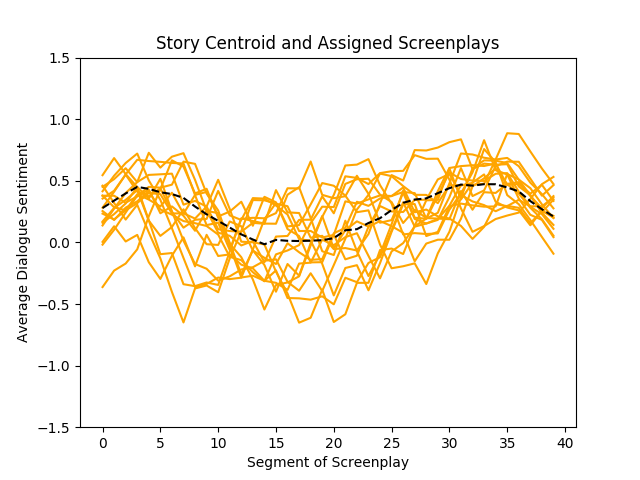 Story Centroid and Assigned Screenplays
1.5
1.0
0.5
0.0
−0.5
−1.0
−1.5
Average Dialogue Sentiment
0 5 10 15 20 25 30 35 40
Segment of Screenplay